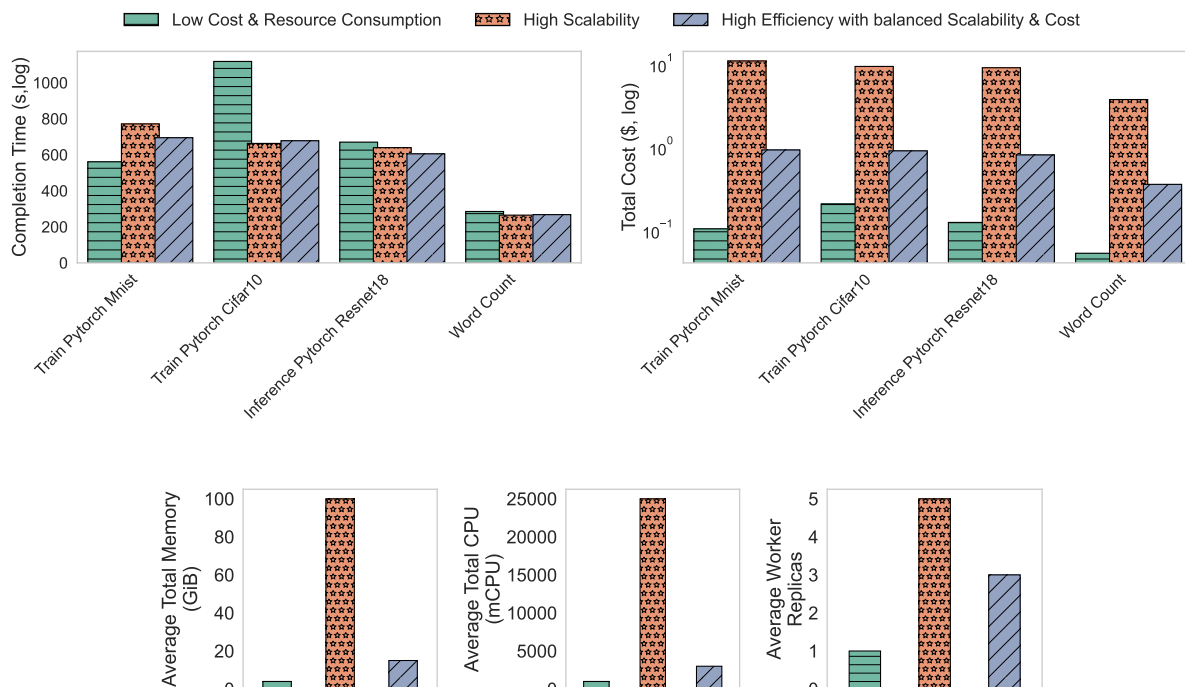 Low Cost & Resource Consumption
High Scalability
High Efficiency with balanced Scalability & Cost
Completion Time (s,log)
1000
800
600
400
200
0
Train Pytorch Mnist
Train Pytorch Cifar10
Inference Pytorch Resnet18
Word Count
Total Cost ($, log)
10^1
10^0
10^−1
Train Pytorch Mnist
Train Pytorch Cifar10
Inference Pytorch Resnet18
Word Count
Average Total Memory
(GiB)
100
80
60
40
20
0
Average Total CPU
(mCPU)
25000
20000
15000
10000
5000
0
Average Worker
Replicas
5
4
3
2
1
0